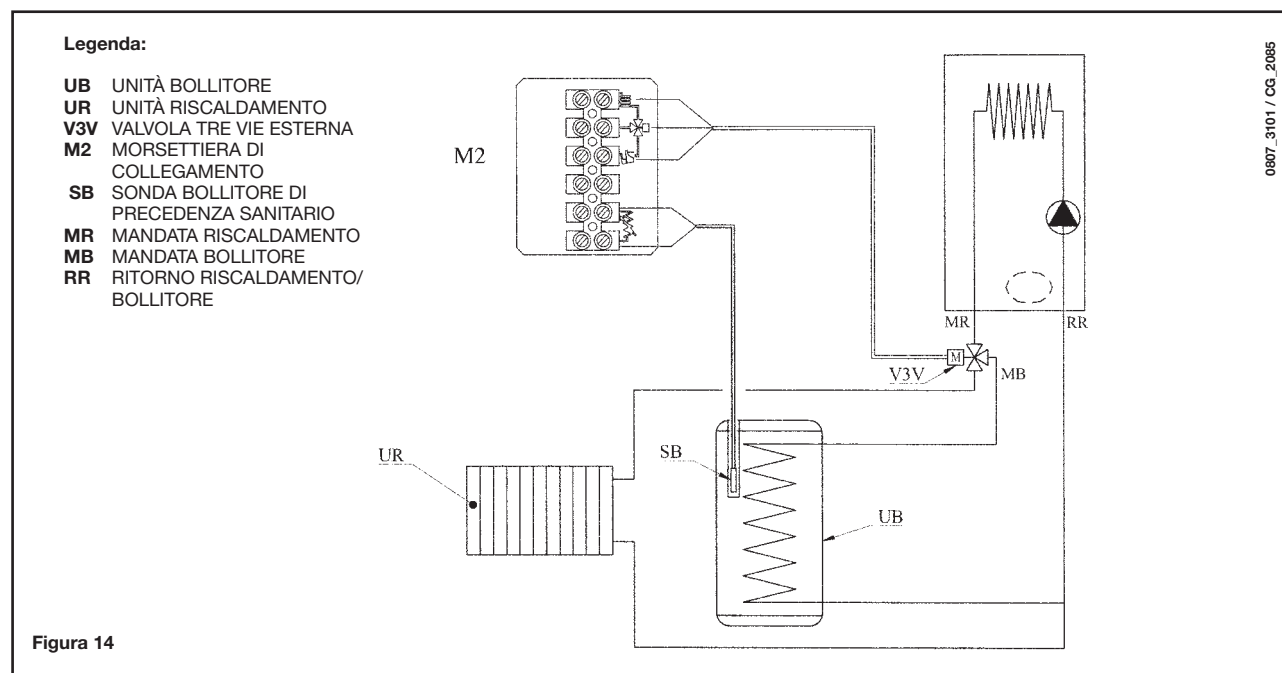 Legenda:
UB UNITÀ BOLLITORE
UR UNITÀ RISCALDAMENTO
V3V VALVOLA TRE VIE ESTERNA
M2 MORSETTIERA DI
COLLEGAMENTO
SB SONDA BOLLITORE DI
PRECEDENZA SANITARIO
MR MANDATA RISCALDAMENTO
MB MANDATA BOLLITORE
RR RITORNO RISCALDAMENTO/
BOLLITORE
M2
0807_3101 / CG_2085
MR
RR
M
V3V
MB
UR
SB
UB
Figura 14